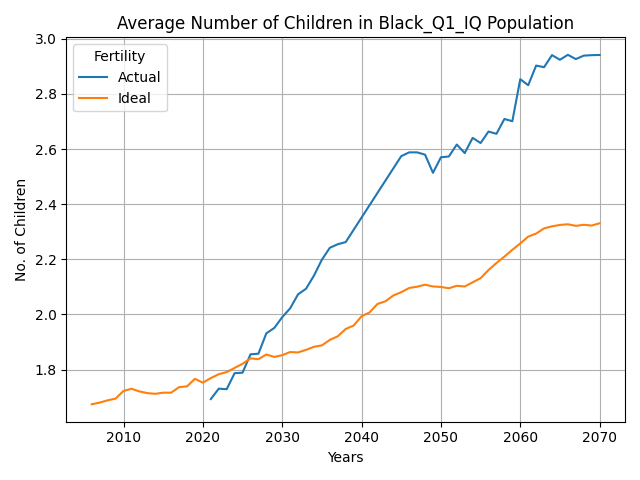 Average Number of Children in Black_Q1_IQ Population
Fertility
Actual
Ideal
No. of Children
3.0
2.8
2.6
2.4
2.2
2.0
1.8
2010 2020 2030 2040 2050 2060 2070
Years